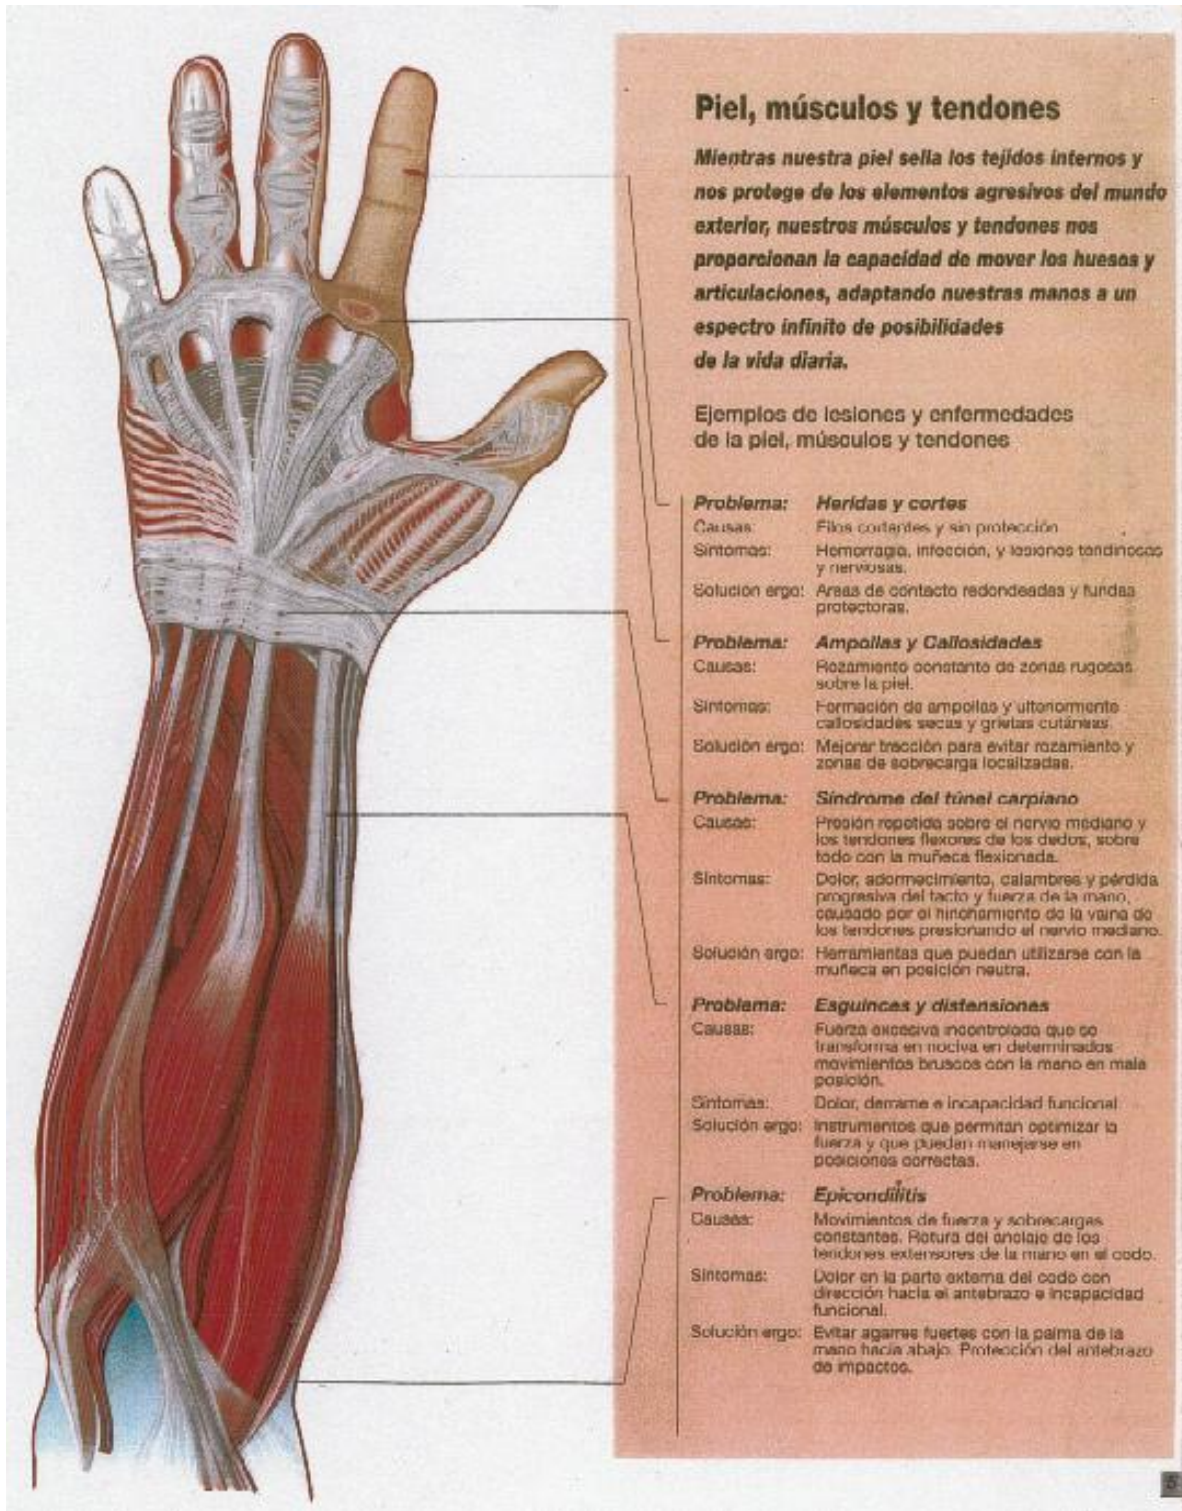 Piel, músculos y tendones
Mientras nuestra piel sella los tejidos internos y
nos protege de los elementos agresivos del mundo
exterior, nuestros músculos y tendones nos
proporcionan la capacidad de mover los huesos y
articulaciones, adaptando nuestras manos a un
espectro infinito de posibilidades
de la vida diaria.
Ejemplos de lesiones y enfermedades
de la piel, músculos y tendones
Problema: Heridas y cortes
Causas: Filos cortantes y sin protección
Síntomas: Hemorragia, infección, y lesiones tendinosas
y nerviosas.
Solución ergo: Areas de contacto redondeadas y fundas
protectoras.
Problema: Ampollas y Callosidades
Causas: Rozamiento constante de zonas rugosas
sobre la piel.
Síntomas: Formación de ampollas y ulteriormente
callosidades secas y grietas cutáneas.
Solución ergo: Mejorar tracción para evitar rozamiento y
zonas de sobrecarga localizadas.
Problema: Síndrome del túnel carpiano
Causas: Presión repetida sobre el nervio mediano y
los tendones flexores de los dedos, sobre
todo con la muñeca flexionada.
Síntomas: Dolor, adormecimiento, calambres y pérdida
progresiva del tacto y fuerza de la mano,
causado por el hinchamiento de la vaina de
los tendones presionando el nervio mediano.
Solución ergo: Herramientas que puedan utilizarse con la
muñeca en posición neutra.
Problema: Esguinces y distensiones
Causas: Fuerza excesiva incontrolada que se
transforma en nociva en determinados
movimientos bruscos con la mano en mala
posición.
Síntomas: Dolor, derrame e incapacidad funcional
Solución ergo: Instrumentos que permitan optimizar la
fuerza y que puedan manejarse en
posiciones correctas.
Problema: Epicondilitis
Causas: Movimientos de fuerza y sobrecargas
constantes. Rotura del anclaje de los
tendones extensores de la mano en el codo.
Síntomas: Dolor en la parte externa del codo con
dirección hacia el antebrazo e incapacidad
funcional.
Solución ergo: Evitar agarres fuertes con la palma de la
mano hacia abajo. Protección del antebrazo
de impactos.
5